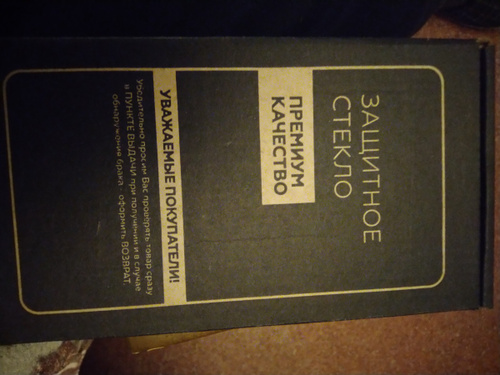 ЗАЩИТНОЕ
СТЕКЛО
ПРЕМИУМ
КАЧЕСТВО
УВАЖАЕМЫЕ ПОКУПАТЕЛИ!
Убедительно просим Вас проверять товар сразу
в ПУНКТЕ ВЫДАЧИ при получении и в случае
обнаружения брака - оформить ВОЗВРАТ.